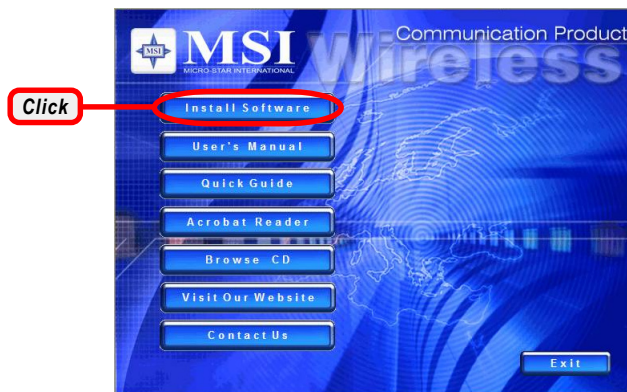 MSI
MSI
MICRO-STAR INTERNATIONAL
Communication Product
Wireless
Click
Install Software
User's Manual
Quick Guide
Acrobat Reader
Browse CD
Visit Our Website
Contact Us
Exit